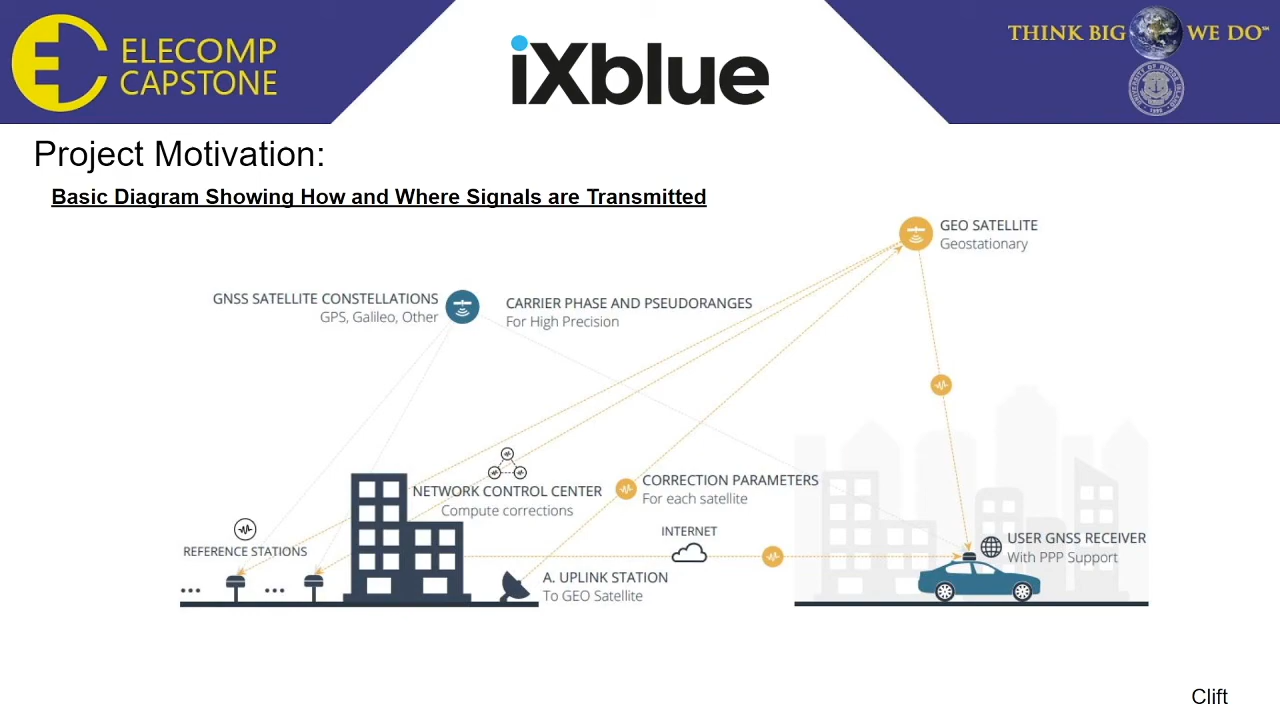 ELECOMP
CAPSTONE
iXblue
THINK BIG WE DO℠
Project Motivation:
Basic Diagram Showing How and Where Signals are Transmitted
GEO SATELLITE
Geostationary
GNSS SATELLITE CONSTELLATIONS
GPS, Galileo, Other
CARRIER PHASE AND PSEUDORANGES
For High Precision
NETWORK CONTROL CENTER
Compute corrections
CORRECTION PARAMETERS
For each satellite
REFERENCE STATIONS
INTERNET
USER GNSS RECEIVER
With PPP Support
A. UPLINK STATION
To GEO Satellite
Clift